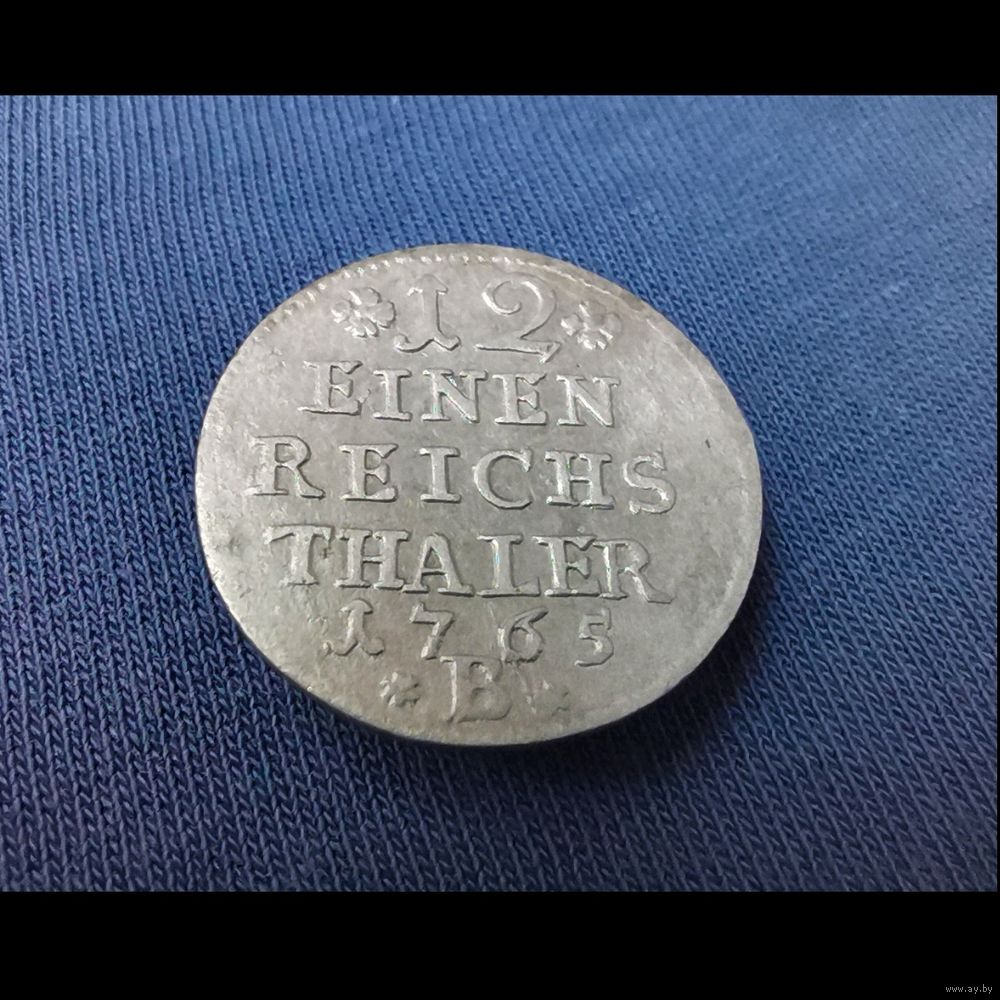 12
EINEN
REICHS
THALER
1765
B
www.ay.by